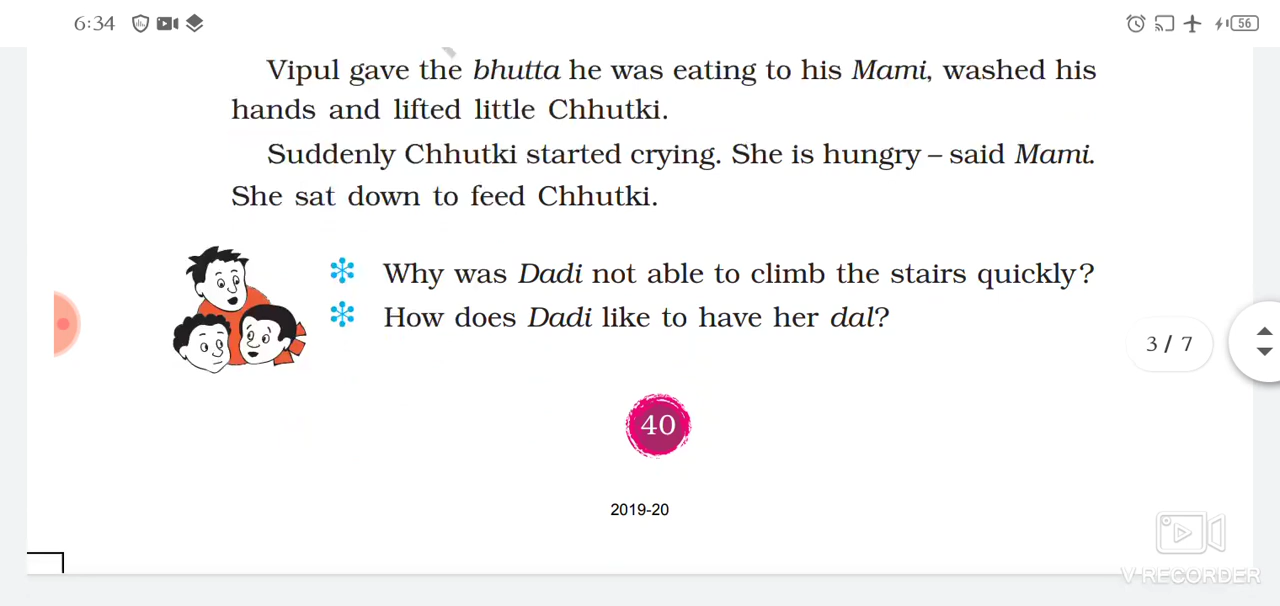 6:34
56
Vipul gave the bhutta he was eating to his Mami, washed his
hands and lifted little Chhutki.
Suddenly Chhutki started crying. She is hungry – said Mami.
She sat down to feed Chhutki.
Why was Dadi not able to climb the stairs quickly?
How does Dadi like to have her dal?
3 / 7
40
2019-20
V-RECORDER